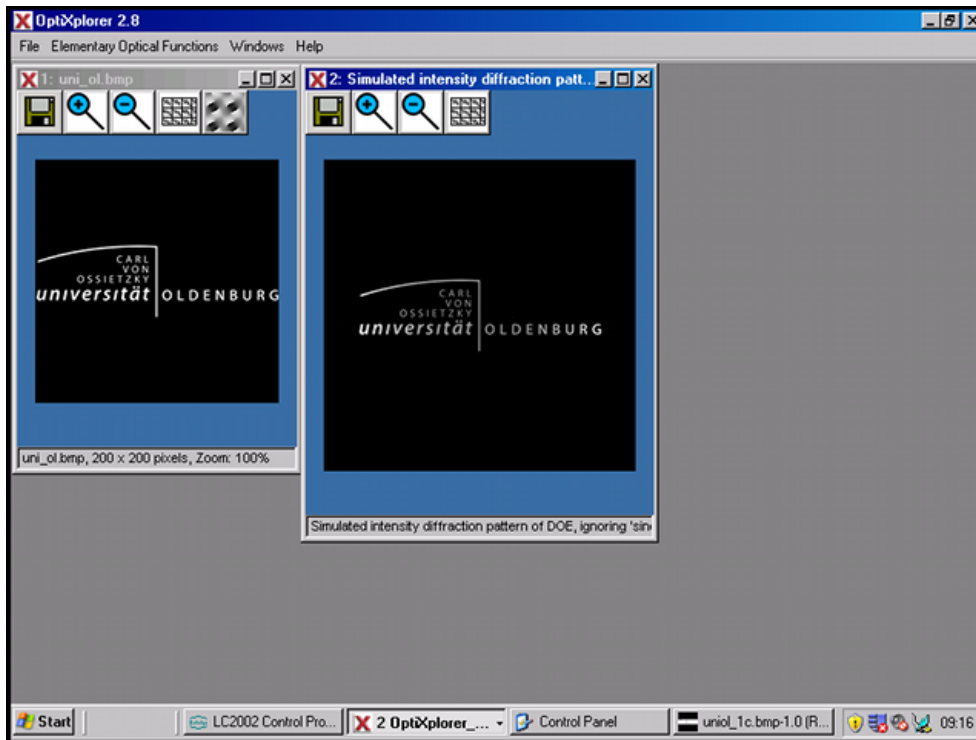 OptiXplorer 2.8
File Elementary Optical Functions Windows Help
1: uni_ol.bmp
CARL
VON
OSSIETZKY
universität OLDENBURG
uni_ol.bmp, 200 x 200 pixels, Zoom: 100%
2: Simulated intensity diffraction patt...
CARL
VON
OSSIETZKY
universität OLDENBURG
Simulated intensity diffraction pattern of DOE, ignoring 'sin
Start LC2002 Control Pro... 2 OptiXplorer_... Control Panel uniol_1c.bmp-1.0 (R... 09:16